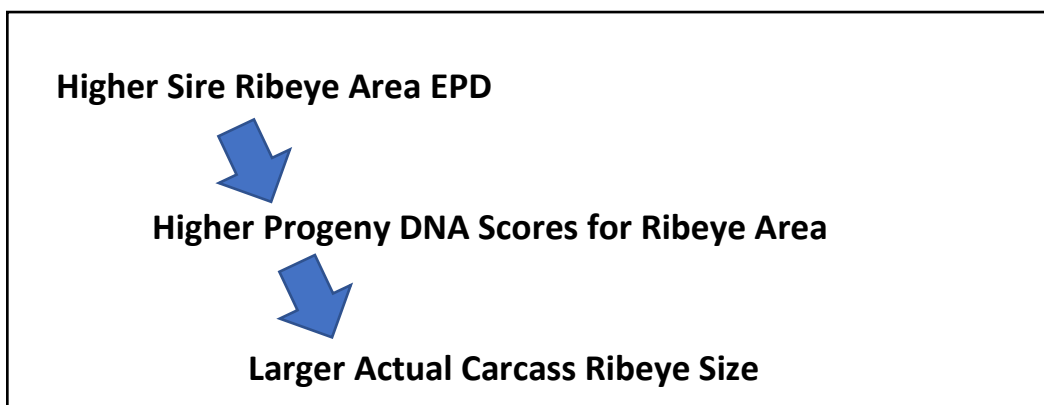 Higher Sire Ribeye Area EPD
Higher Progeny DNA Scores for Ribeye Area
Larger Actual Carcass Ribeye Size